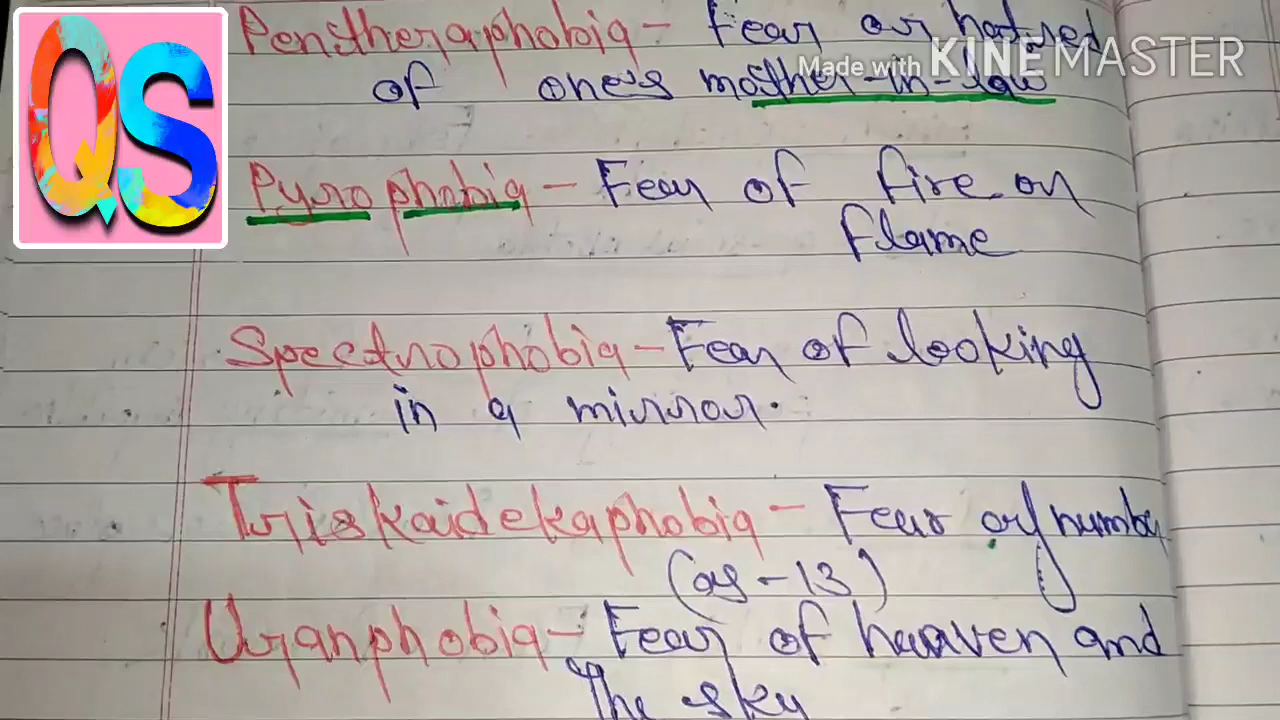 QS
Pentheraphobia - Fear or hatred
Made with KINEMASTER
of one's mother-in-law
Pyrophobia - Fear of fire or
flame
Spectrophobia - Fear of looking
in a mirror.
Triskaidekaphobia - Fear of number
(as - 13)
Uranphobia - Fear of heaven and
the sky